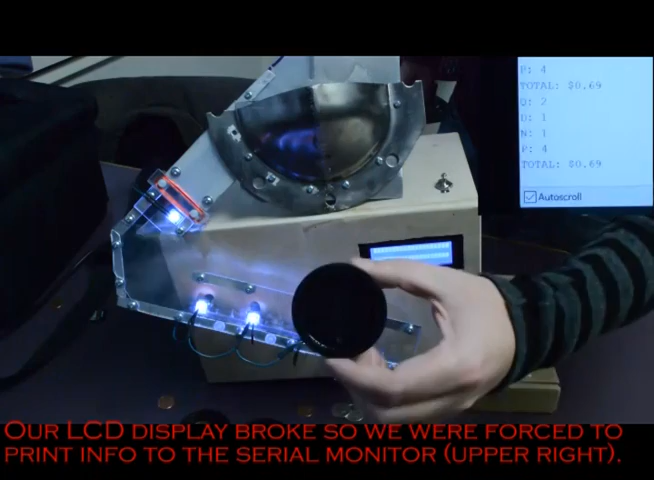 P: 4
TOTAL: $0.69
Q: 2
D: 1
N: 1
P: 4
TOTAL: $0.69
Autoscroll
OUR LCD DISPLAY BROKE SO WE WERE FORCED TO
PRINT INFO TO THE SERIAL MONITOR (UPPER RIGHT).